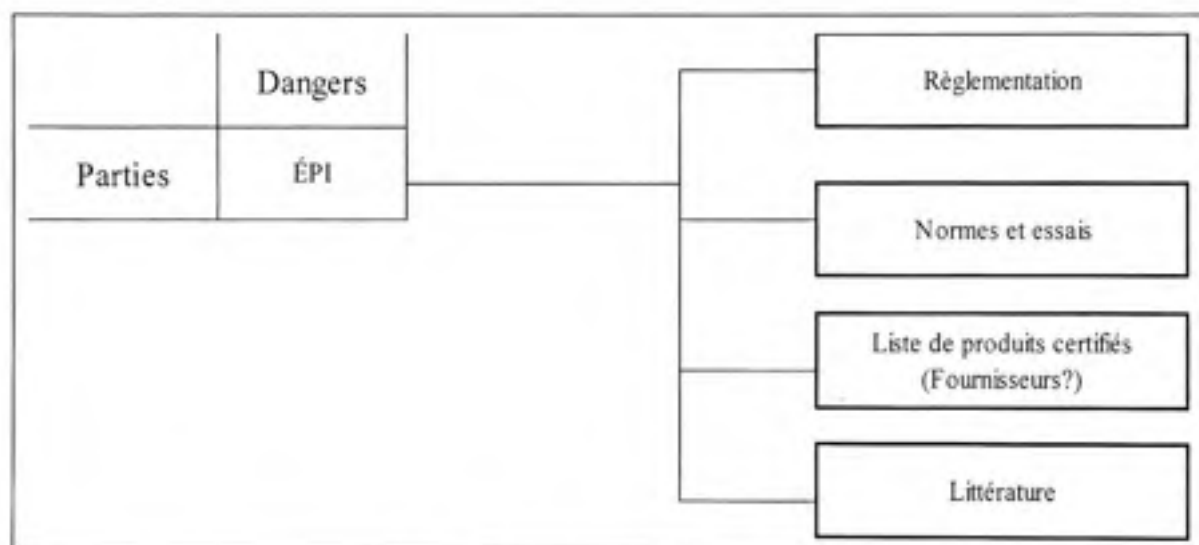 Dangers
Parties
ÉPI
Règlementation
Normes et essais
Liste de produits certifiés
(Fournisseurs?)
Littérature